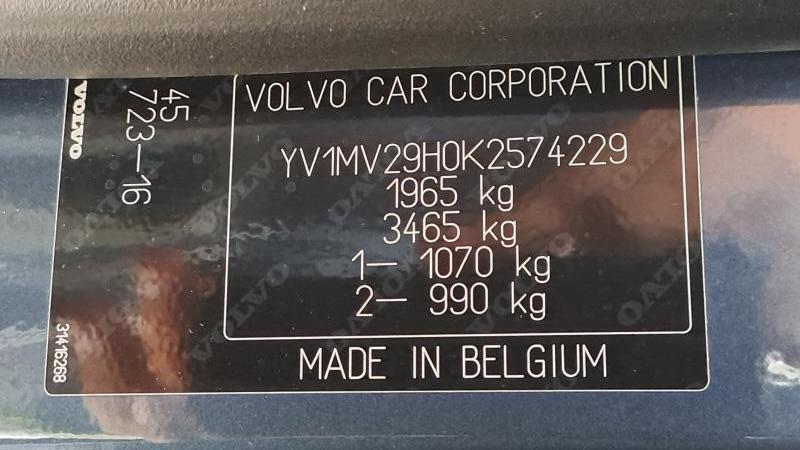 VOLVO CAR CORPORATION
YV1MV29H0K2574229
1965 kg
3465 kg
1— 1070 kg
2— 990 kg
MADE IN BELGIUM
VOLVO
45
723—16
31416268